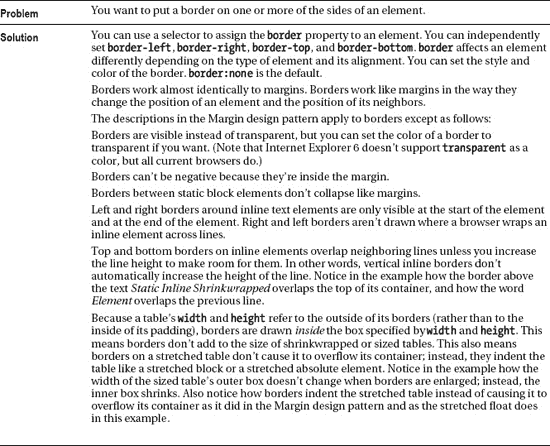 Problem You want to put a border on one or more of the sides of an element.
Solution You can use a selector to assign the border property to an element. You can independently
set border-left, border-right, border-top, and border-bottom. border affects an element
differently depending on the type of element and its alignment. You can set the style and
color of the border. border:none is the default.
Borders work almost identically to margins. Borders work like margins in the way they
change the position of an element and the position of its neighbors.
The descriptions in the Margin design pattern apply to borders except as follows:
Borders are visible instead of transparent, but you can set the color of a border to
transparent if you want. (Note that Internet Explorer 6 doesn't support transparent as
a color, but all current browsers do.)
Borders can't be negative because they're inside the margin.
Borders between static block elements don't collapse like margins.
Left and right borders around inline text elements are only visible at the start of the element
and at the end of the element. Right and left borders aren't drawn where a browser wraps an
inline element across lines.
Top and bottom borders on inline elements overlap neighboring lines unless you increase
the line height to make room for them. In other words, vertical inline borders don't
automatically increase the height of the line. Notice in the example how the border above
the text Static Inline Shrinkwrapped overlaps the top of its container, and how the word
Element overlaps the previous line.
Because a table's width and height refer to the outside of its borders (rather than to the
inside of its padding), borders are drawn inside the box specified by width and height. This
means borders don't add to the size of shrinkwrapped or sized tables. This also means
borders on a stretched table don't cause it to overflow its container; instead, they indent the
table like a stretched block or a stretched absolute element. Notice in the example how the
width of the sized table's outer box doesn't change when borders are enlarged; instead, the
inner box shrinks. Also notice how borders indent the stretched table instead of causing it to
overflow its container as it did in the Margin design pattern and as the stretched float does
in this example.